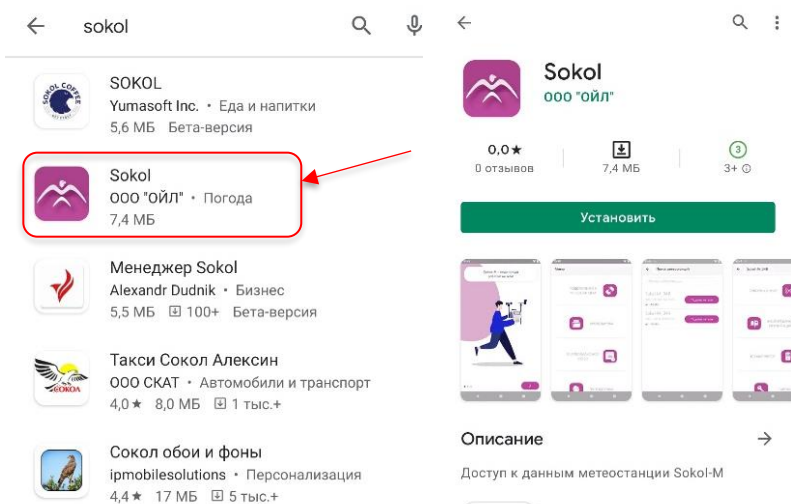 sokol
SOKOL
Yumasoft Inc. • Еда и напитки
5,6 МБ Бета-версия
Sokol
ООО "ОЙЛ" • Погода
7,4 МБ
Менеджер Sokol
Alexandr Dudnik • Бизнес
5,5 МБ 100+ Бета-версия
Такси Сокол Алексин
ООО СКАТ • Автомобили и транспорт
4,0★ 8,0 МБ 1 тыс.+
Сокол обои и фоны
ipmobilesolutions • Персонализация
4,4★ 17 МБ 5 тыс.+
Sokol
ООО "ОЙЛ"
0,0★
0 отзывов
7,4 МБ
3
3+
Установить
Описание
Доступ к данным метеостанции Sokol-M